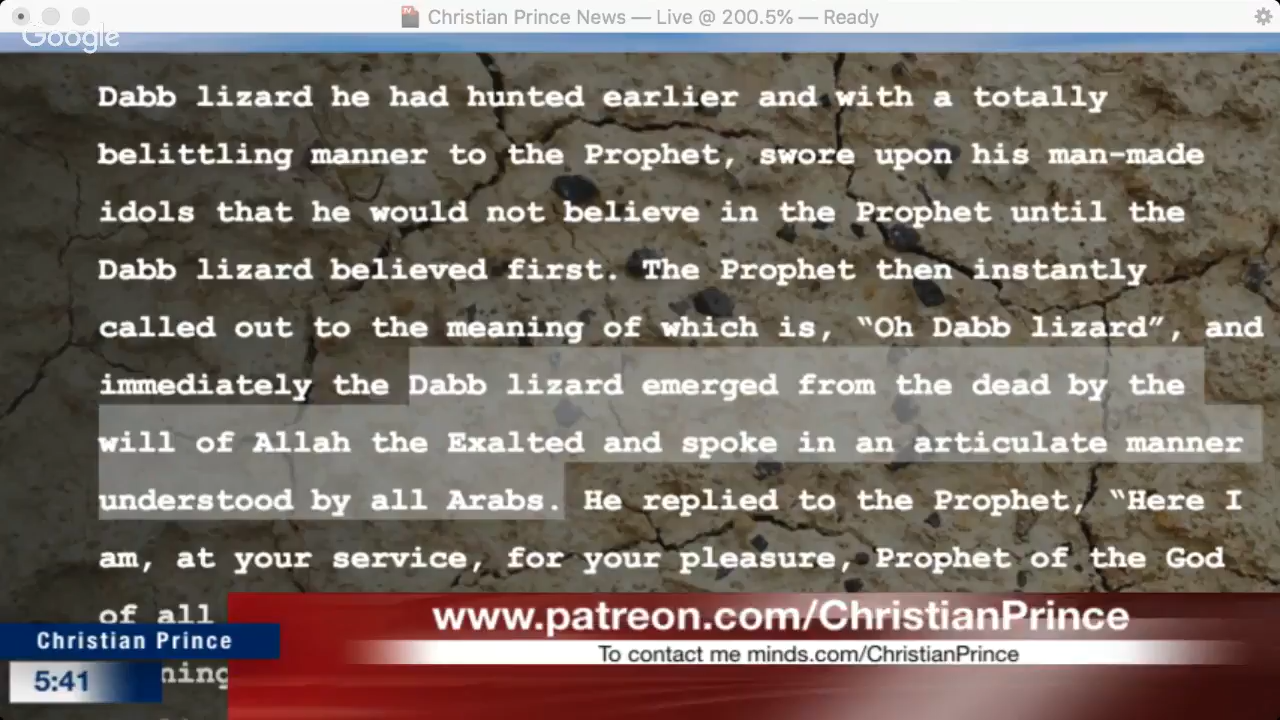 Christian Prince News — Live @ 200.5% — Ready
Google
Dabb lizard he had hunted earlier and with a totally
belittling manner to the Prophet, swore upon his man-made
idols that he would not believe in the Prophet until the
Dabb lizard believed first. The Prophet then instantly
called out to the meaning of which is, “Oh Dabb lizard”, and
immediately the Dabb lizard emerged from the dead by the
will of Allah the Exalted and spoke in an articulate manner
understood by all Arabs. He replied to the Prophet, “Here I
am, at your service, for your pleasure, Prophet of the God
of all
www.patreon.com/ChristianPrince
Christian Prince
To contact me minds.com/ChristianPrince
5:41